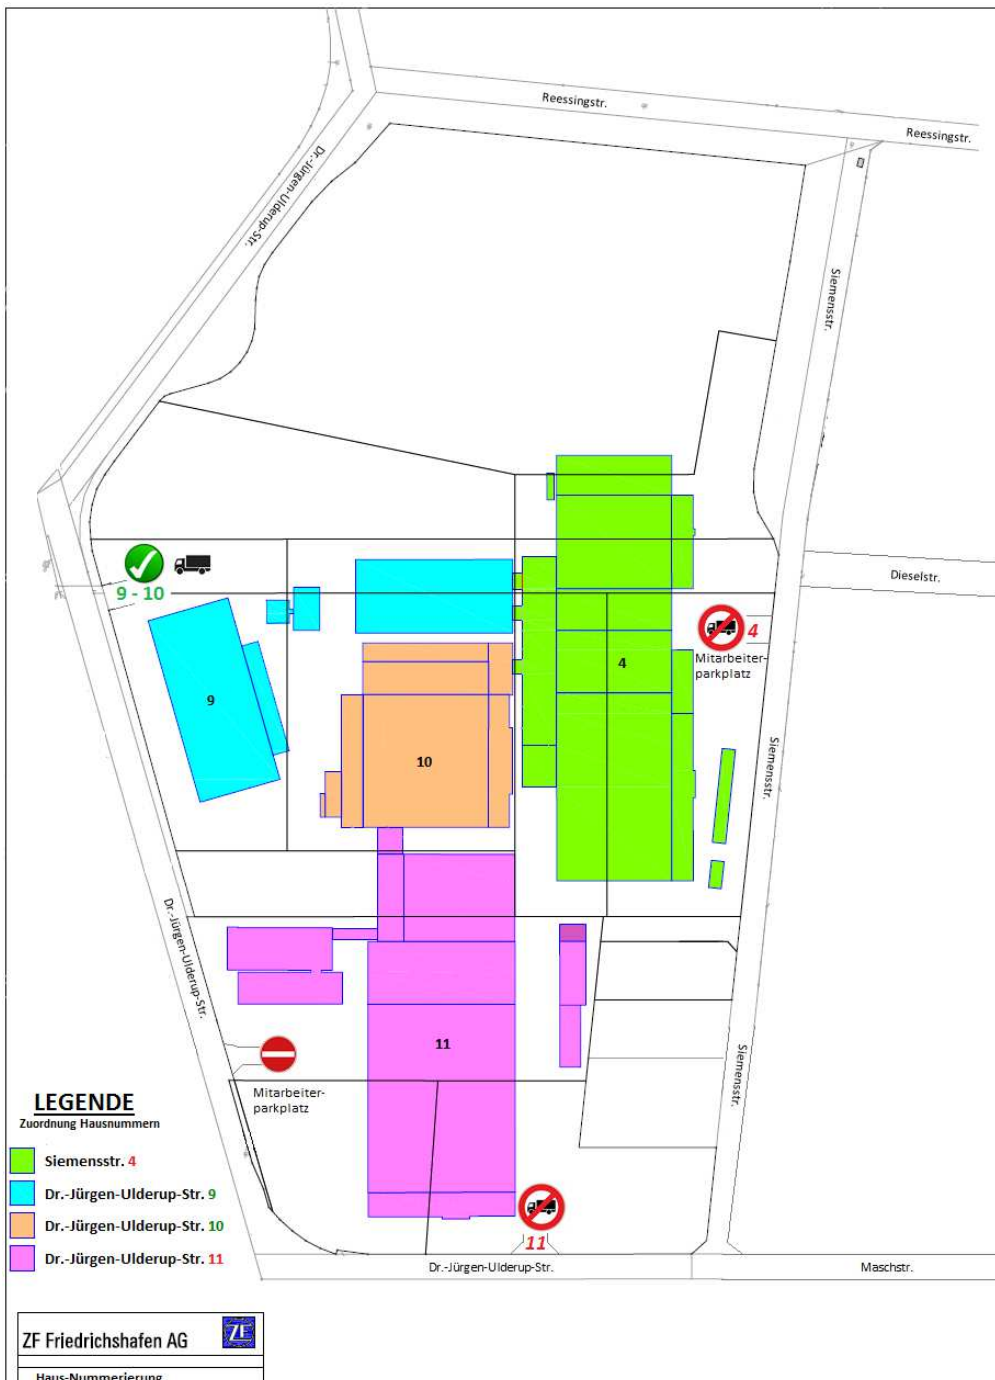 Reessingstr.
Reessingstr.
Dr.-Jürgen-Ulderup-Str.
Siemensstr.
Dieselstr.
9 - 10
4
Mitarbeiter-
parkplatz
4
9
10
Siemensstr.
Dr.-Jürgen-Ulderup-Str.
11
Siemensstr.
Mitarbeiter-
parkplatz
LEGENDE
Zuordnung Hausnummern
Siemensstr. 4
Dr.-Jürgen-Ulderup-Str. 9
Dr.-Jürgen-Ulderup-Str. 10
Dr.-Jürgen-Ulderup-Str. 11
11
Dr.-Jürgen-Ulderup-Str.
Maschstr.
ZF Friedrichshafen AG
ZF
Haus-Nummerierung